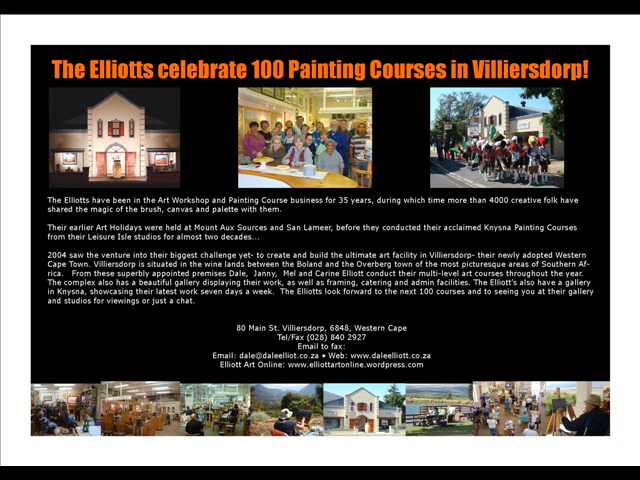 The Elliotts celebrate 100 Painting Courses in Villiersdorp!
The Elliotts have been in the Art Workshop and Painting Course business for 35 years, during which time more than 4000 creative folk have
shared the magic of the brush, canvas and palette with them.
Their earlier Art Holidays were held at Mount Aux Sources and San Lameer, before they conducted their acclaimed Knysna Painting Courses
from their Leisure Isle studios for almost two decades...
2004 saw the venture into their biggest challenge yet- to create and build the ultimate art facility in Villiersdorp- their newly adopted Western
Cape Town. Villiersdorp is situated in the wine lands between the Boland and the Overberg town of the most picturesque areas of Southern Af-
rica. From these superbly appointed premises Dale, Janny, Mel and Carine Elliott conduct their multi-level art courses throughout the year.
The complex also has a beautiful gallery displaying their work, as well as framing, catering and admin facilities. The Elliott's also have a gallery
in Knysna, showcasing their latest work seven days a week. The Elliotts look forward to the next 100 courses and to seeing you at their gallery
and studios for viewings or just a chat.
80 Main St. Villiersdorp, 6848, Western Cape
Tel/Fax (028) 840 2927
Email to fax:
Email: dale@daleelliot.co.za • Web: www.daleelliott.co.za
Elliott Art Online: www.elliottartonline.wordpress.com